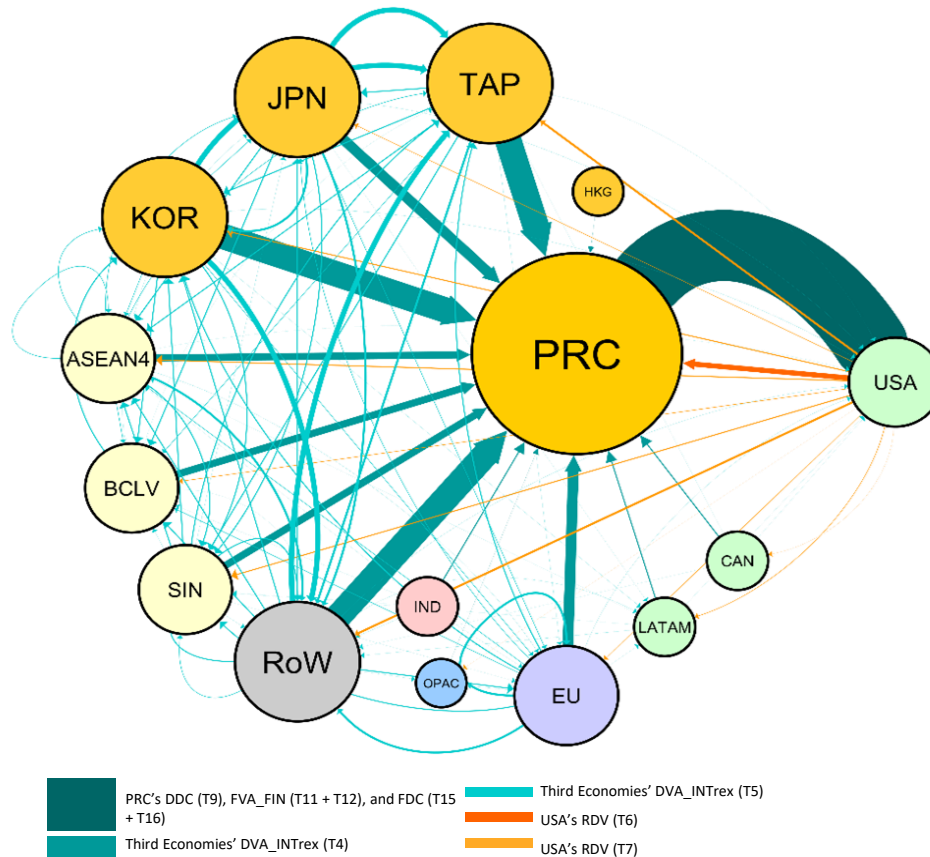 JPN
TAP
HKG
KOR
PRC
ASEAN4
USA
BCLV
CAN
SIN
IND
LATAM
RoW
OPAC
EU
PRC's DDC (T9), FVA_FIN (T11 + T12), and FDC (T15
+ T16)
Third Economies' DVA_INTrex (T4)
Third Economies' DVA_INTrex (T5)
USA's RDV (T6)
USA's RDV (T7)